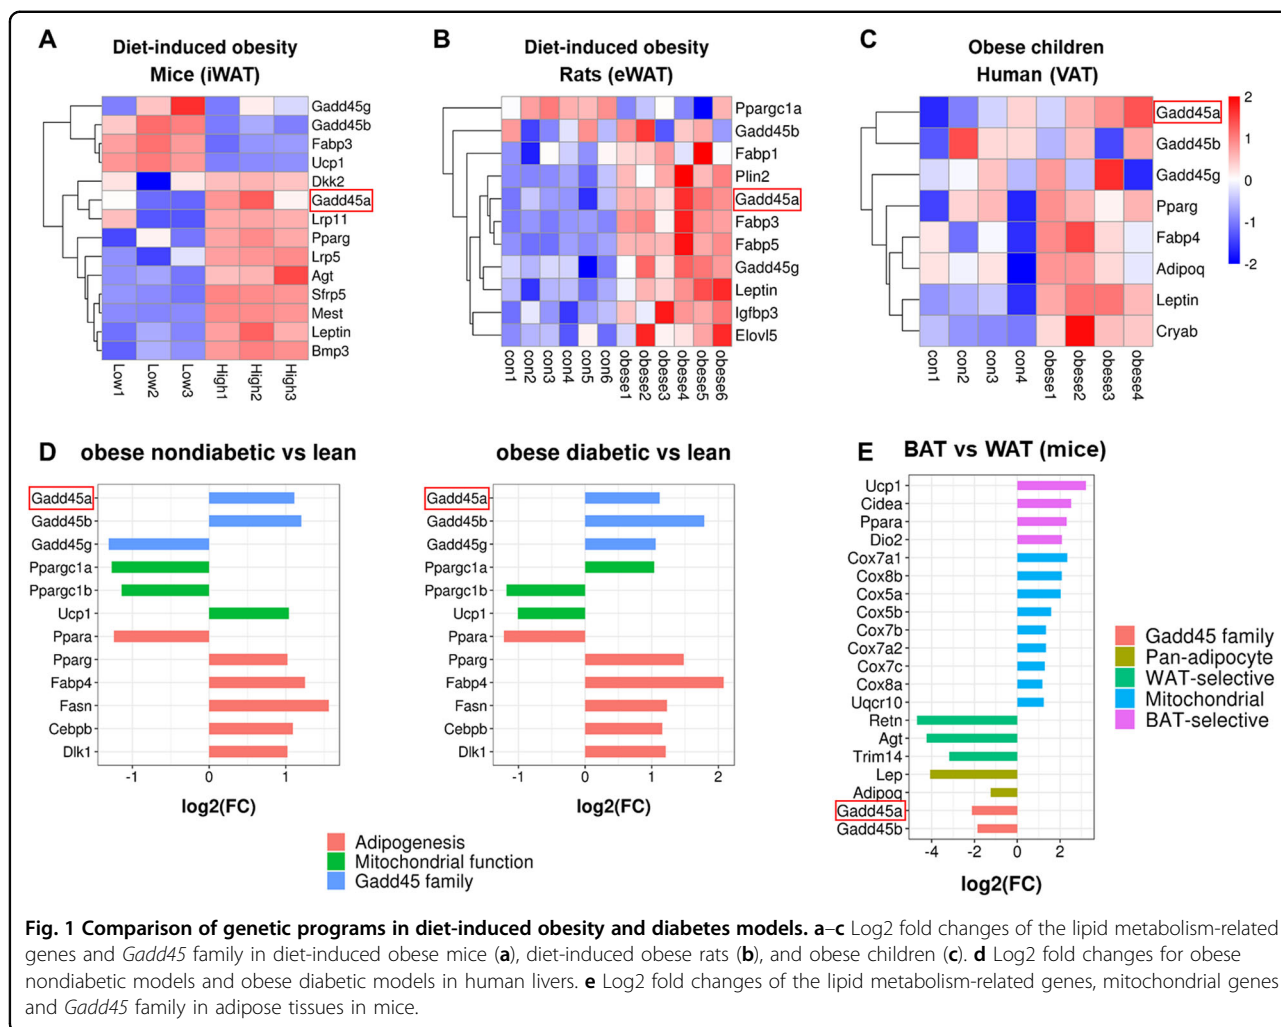 A
Diet-induced obesity
Mice (iWAT)
Gadd45g
Gadd45b
Fabp3
Ucp1
Dkk2
Gadd45a
Lrp11
Pparg
Lrp5
Agt
Sfrp5
Mest
Leptin
Bmp3
Low1
Low2
Low3
High1
High2
High3
B
Diet-induced obesity
Rats (eWAT)
Ppargc1a
Gadd45b
Fabp1
Plin2
Gadd45a
Fabp3
Fabp5
Gadd45g
Leptin
Igfbp3
Elovl5
con1
con2
con3
con4
con5
con6
obese1
obese2
obese3
obese4
obese5
obese6
C
Obese children
Human (VAT)
Gadd45a
Gadd45b
Gadd45g
Pparg
Fabp4
Adipoq
Leptin
Cryab
con1
con2
con3
con4
obese1
obese2
obese3
obese4
2
1
0
-1
-2
D
obese nondiabetic vs lean
Gadd45a
Gadd45b
Gadd45g
Ppargc1a
Ppargc1b
Ucp1
Ppara
Pparg
Fabp4
Fasn
Cebpb
Dlk1
-1 0 1
log2(FC)
obese diabetic vs lean
Gadd45a
Gadd45b
Gadd45g
Ppargc1a
Ppargc1b
Ucp1
Ppara
Pparg
Fabp4
Fasn
Cebpb
Dlk1
-1 0 1 2
log2(FC)
Adipogenesis
Mitochondrial function
Gadd45 family
E
BAT vs WAT (mice)
Ucp1
Cidea
Ppara
Dio2
Cox7a1
Cox8b
Cox5a
Cox5b
Cox7b
Cox7a2
Cox7c
Cox8a
Uqcr10
Retn
Agt
Trim14
Lep
Adipoq
Gadd45a
Gadd45b
-4 -2 0 2
log2(FC)
Gadd45 family
Pan-adipocyte
WAT-selective
Mitochondrial
BAT-selective
Fig. 1 Comparison of genetic programs in diet-induced obesity and diabetes models. a–c Log2 fold changes of the lipid metabolism-related
genes and Gadd45 family in diet-induced obese mice (a), diet-induced obese rats (b), and obese children (c). d Log2 fold changes for obese
nondiabetic models and obese diabetic models in human livers. e Log2 fold changes of the lipid metabolism-related genes, mitochondrial genes
and Gadd45 family in adipose tissues in mice.